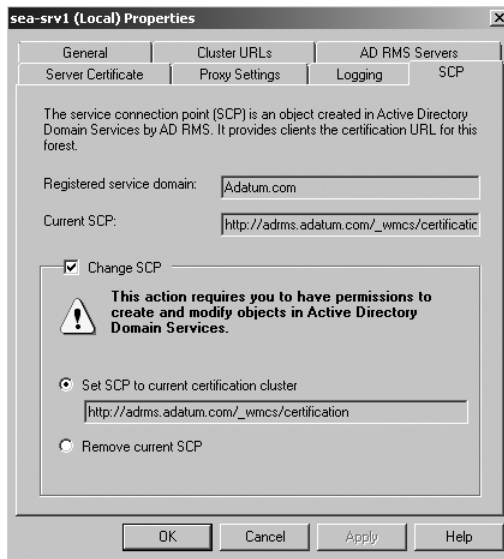 sea-srv1 (Local) Properties
General
Cluster URLs
AD RMS Servers
Server Certificate
Proxy Settings
Logging
SCP
The service connection point (SCP) is an object created in Active Directory
Domain Services by AD RMS. It provides clients the certification URL for this
forest.
Registered service domain:
Adatum.com
Current SCP:
http://adrms.adatum.com/_wmcs/certificatic
Change SCP
This action requires you to have permissions to
create and modify objects in Active Directory
Domain Services.
Set SCP to current certification cluster
http://adrms.adatum.com/_wmcs/certification
Remove current SCP
OK
Cancel
Apply
Help